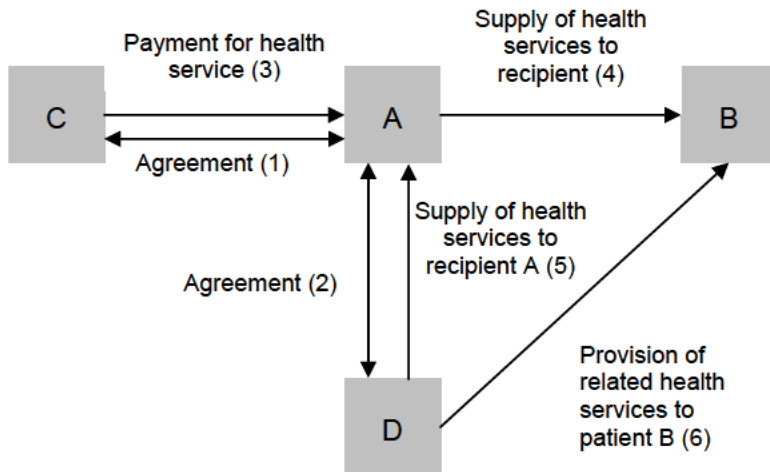 Payment for health
service (3)
Supply of health
services to
recipient (4)
C
A
B
Agreement (1)
Supply of health
services to
recipient A (5)
Agreement (2)
Provision of
related health
services to
patient B (6)
D